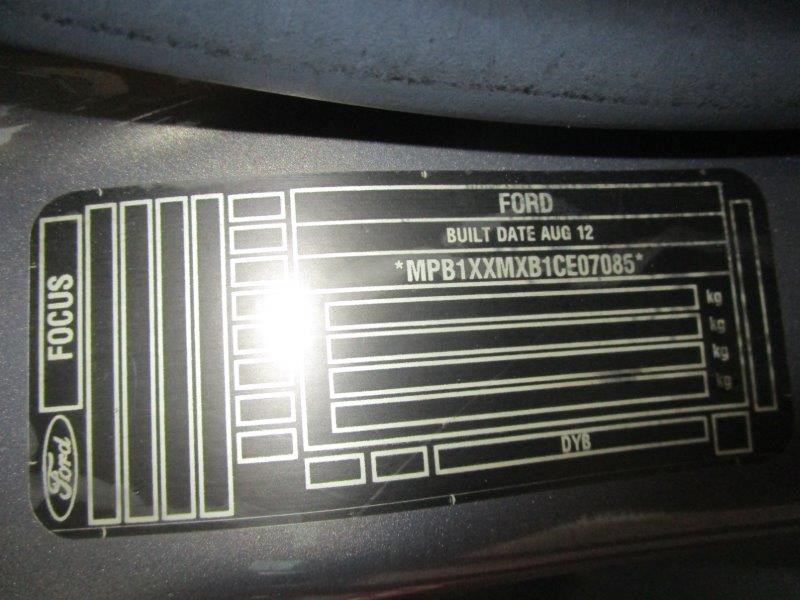 FORD
BUILT DATE AUG 12
*MPB1XXMXB1CE07085*
kg
kg
kg
kg
DYB
FOCUS
Ford